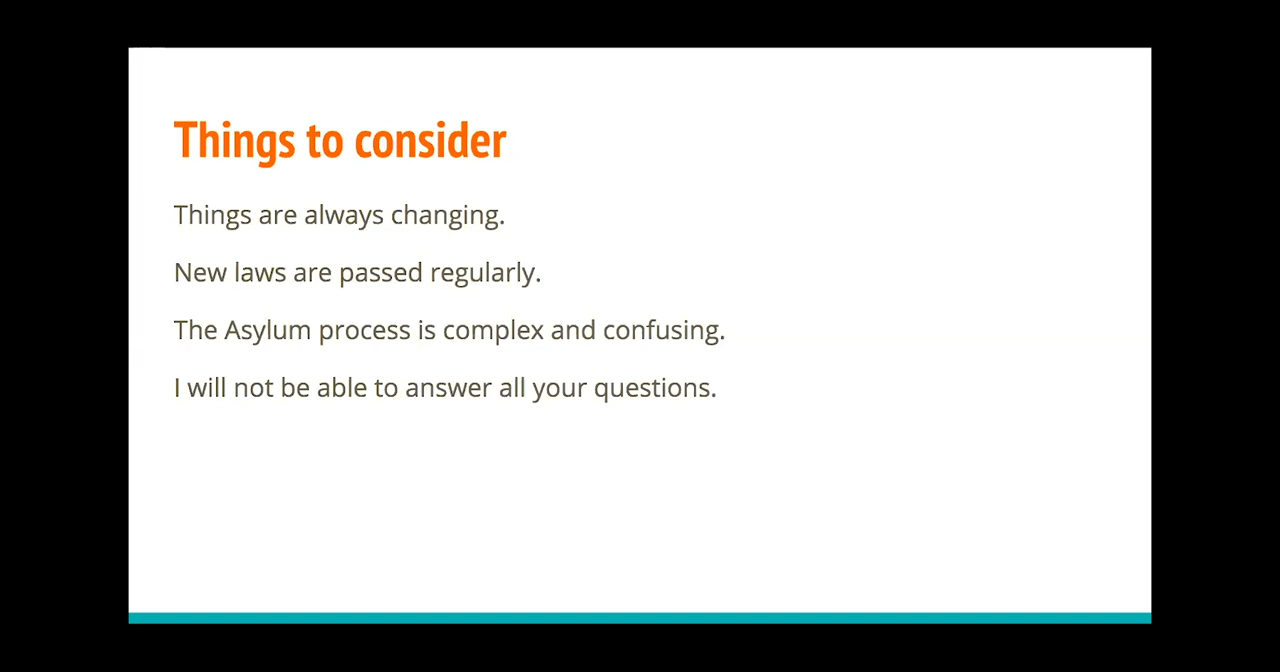 Things to consider
Things are always changing.
New laws are passed regularly.
The Asylum process is complex and confusing.
I will not be able to answer all your questions.